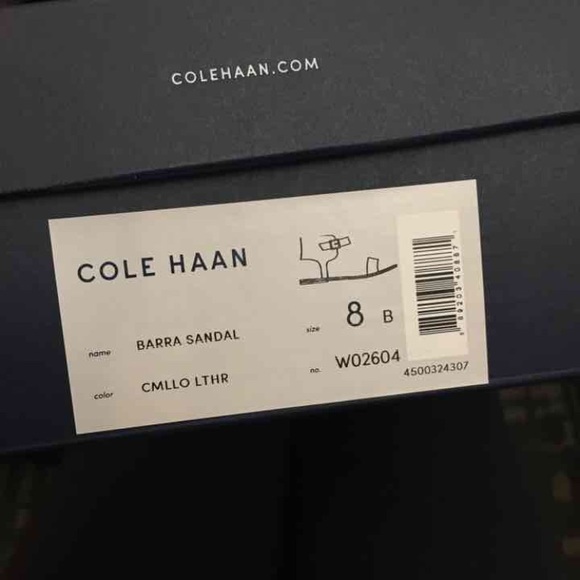 COLEHAAN.COM
COLE HAAN
name BARRA SANDAL
color CMLLO LTHR
size 8 B
no. W02604
4500324307